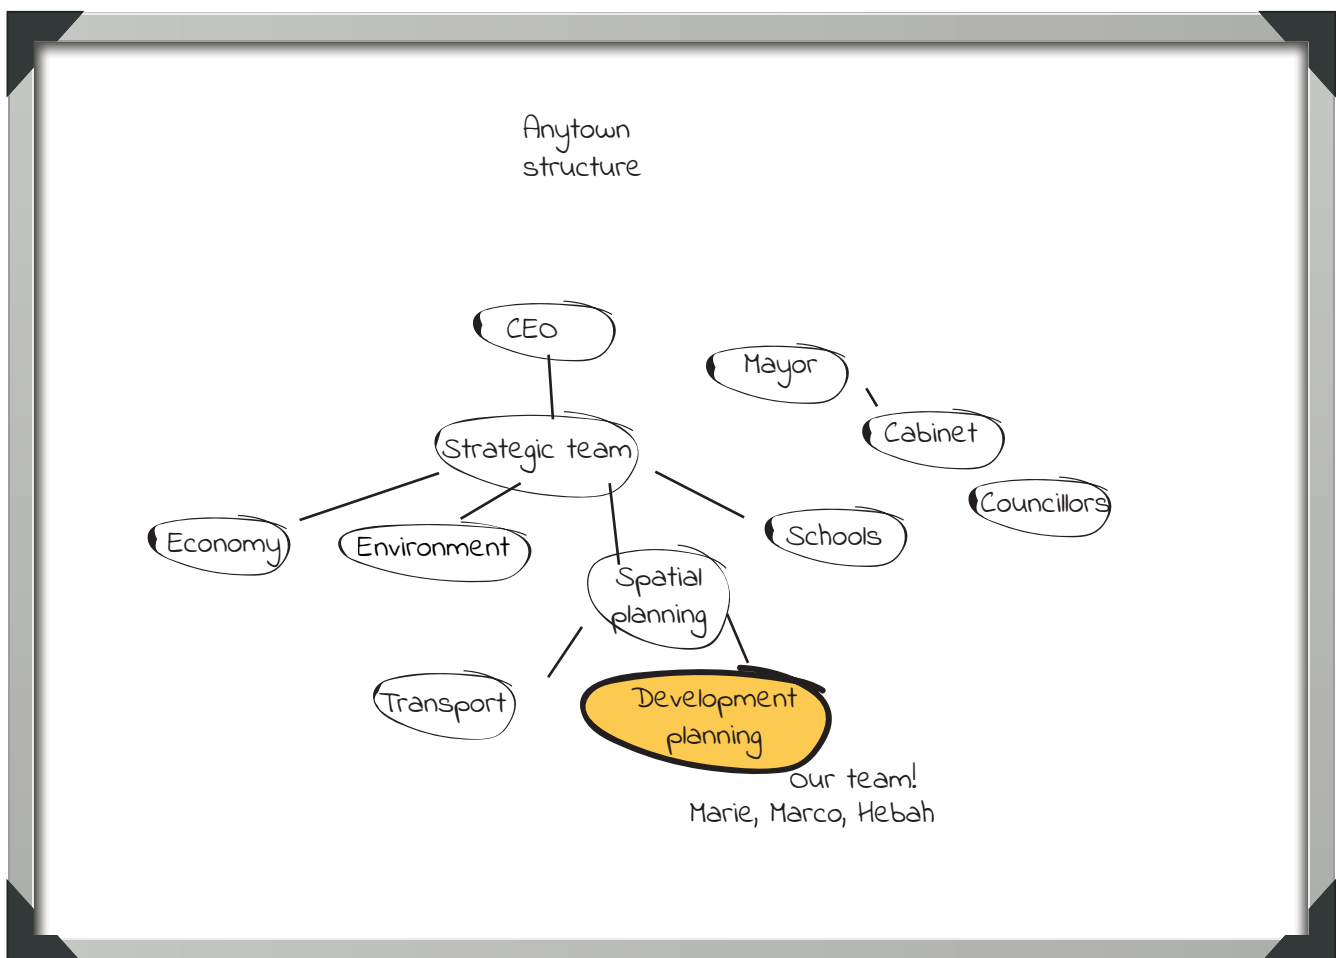 Anytown
structure
CEO
Mayor
Cabinet
Strategic team
Councillors
Economy
Environment
Schools
Spatial
planning
Transport
Development
planning
Our team!
Marie, Marco, Hebah